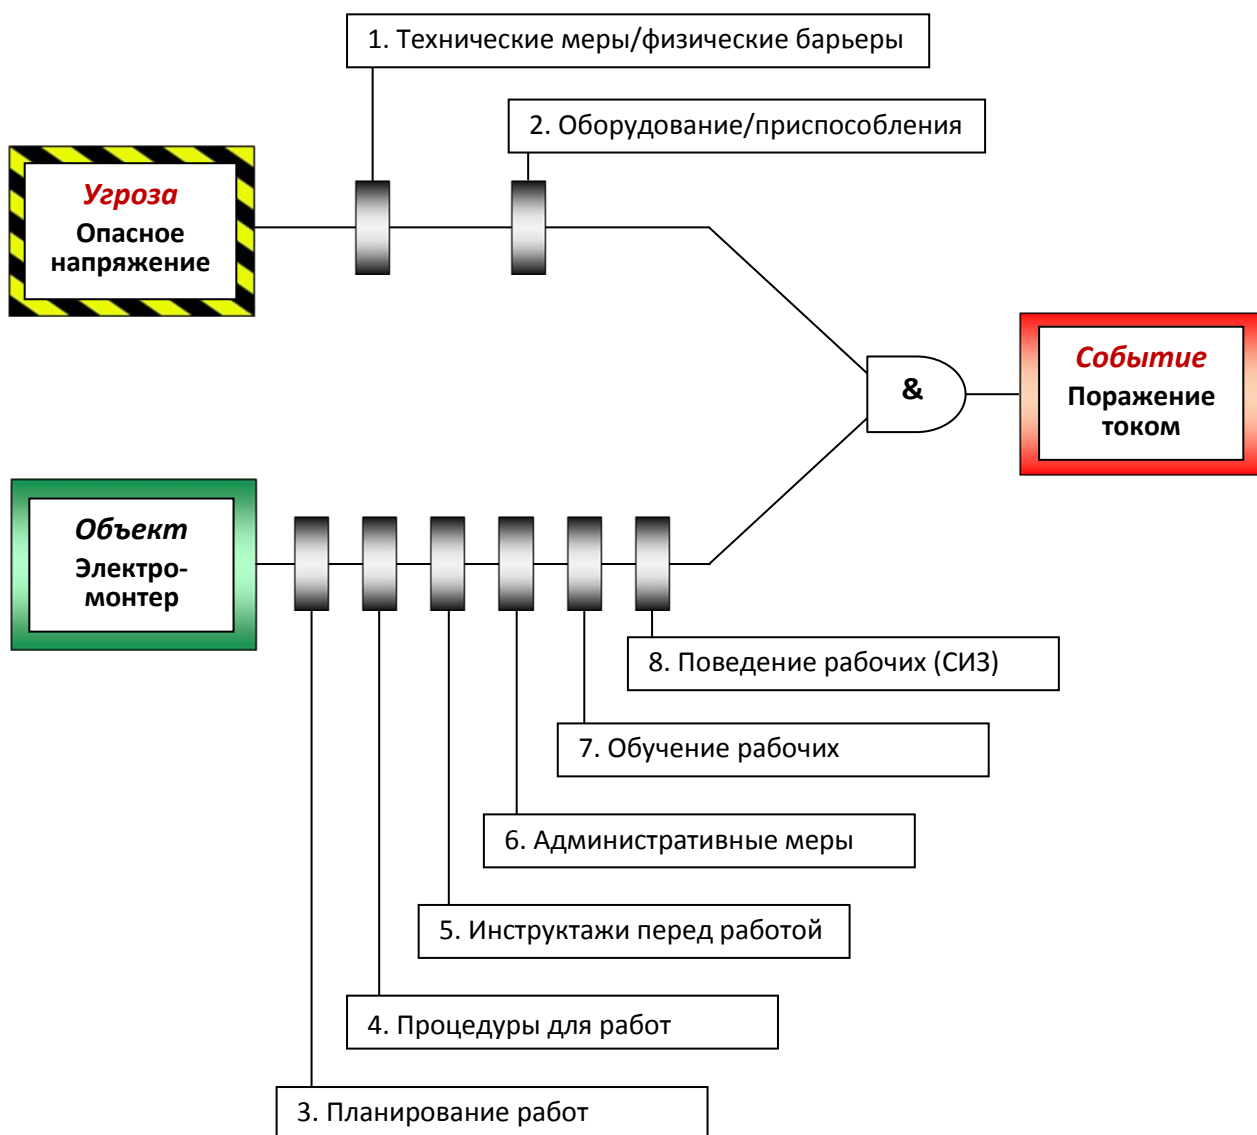 1. Технические меры/физические барьеры
2. Оборудование/приспособления
Угроза
Опасное
напряжение
&
Событие
Поражение
током
Объект
Электро-
монтер
8. Поведение рабочих (СИЗ)
7. Обучение рабочих
6. Административные меры
5. Инструктажи перед работой
4. Процедуры для работ
3. Планирование работ